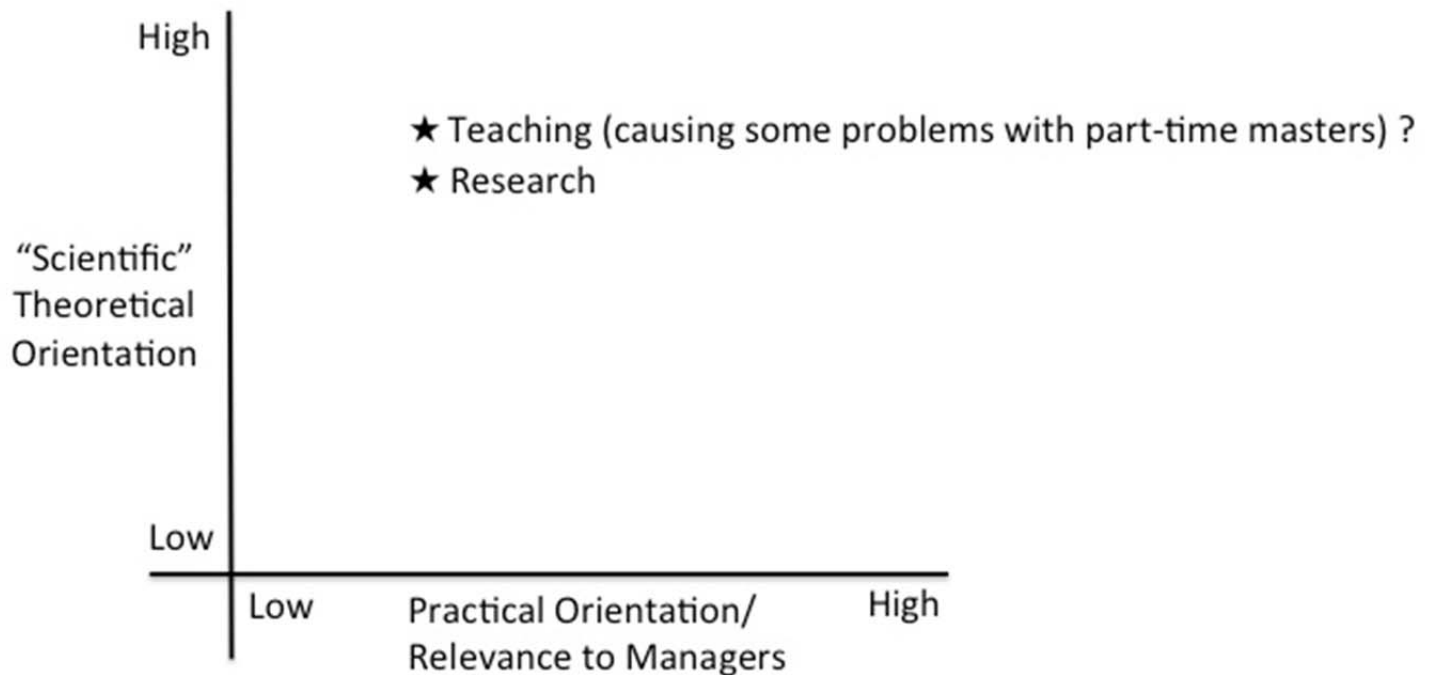 High
★ Teaching (causing some problems with part-time masters) ?
★ Research
“Scientific”
Theoretical
Orientation
Low
Low
Practical Orientation/
Relevance to Managers
High